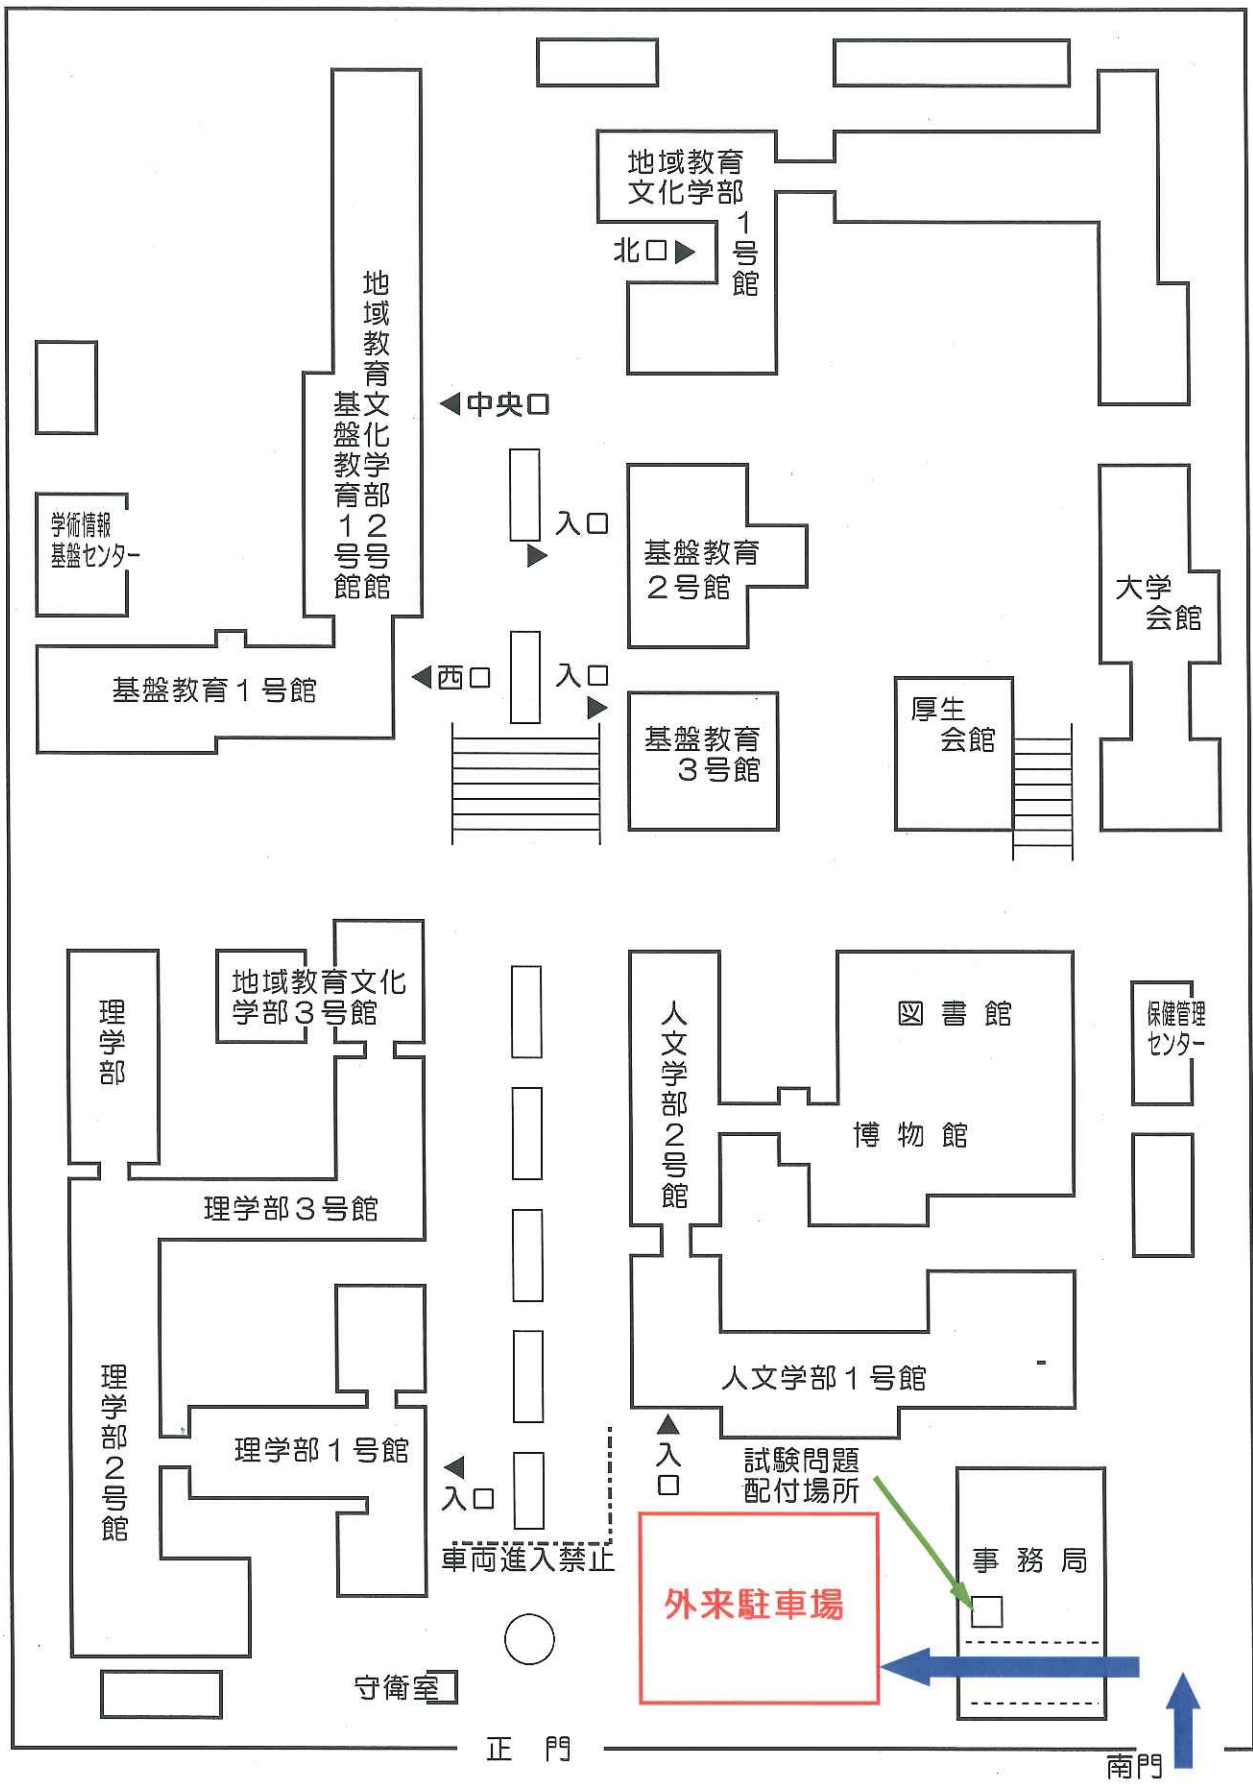 地域教育
文化学部
1号館
北口▶
地域教育文化学部2号館
基盤教育1号館
◀中央口
入口
▶
学術情報
基盤センター
基盤教育
2号館
大学
会館
基盤教育1号館
◀西口
入口
▶
基盤教育
3号館
厚生
会館
理学部
地域教育文化
学部3号館
人文学部2号館
図書館
保健管理
センター
博物館
理学部3号館
理学部2号館
人文学部1号館
理学部1号館
◀
入口
▲
入口
試験問題
配付場所
車両進入禁止
外来駐車場
事務局
守衛室
正門
南門